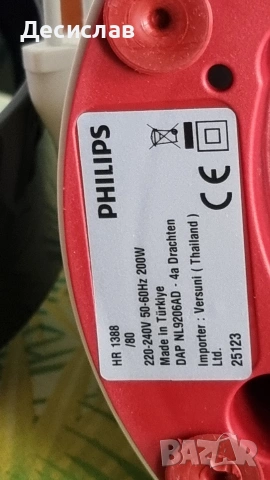 Десислав
PHILIPS
HR 1388
/80
220-240V 50-60Hz 200W
Made in Türkiye
DAP NL9206AD - 4a Drachten
Importer : Versuni ( Thailand )
Ltd.
25123
CE
BAZAR